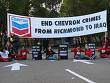 END CHEVRON CRIMES
FROM RICHMOND TO IRAQ